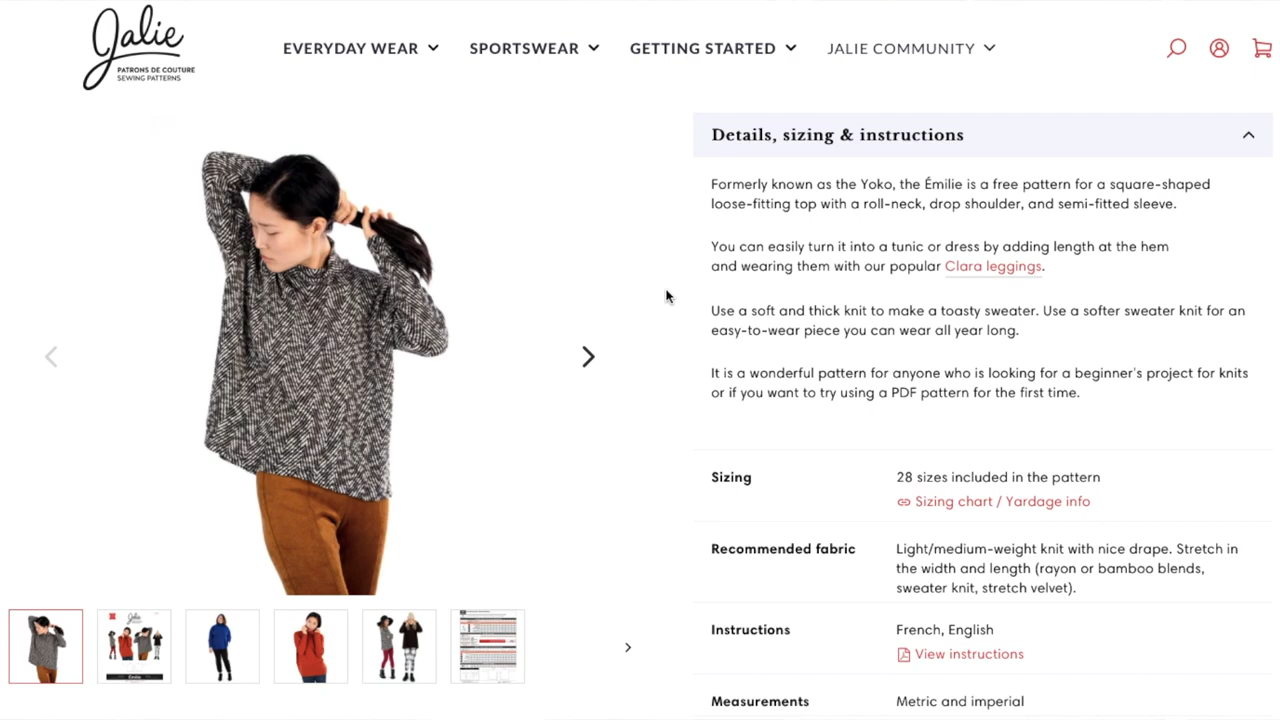 Jalie
PATRONS DE COUTURE
SEWING PATTERNS
EVERYDAY WEAR
SPORTSWEAR
GETTING STARTED
JALIE COMMUNITY
Details, sizing & instructions
Formerly known as the Yoko, the Émilie is a free pattern for a square-shaped
loose-fitting top with a roll-neck, drop shoulder, and semi-fitted sleeve.
You can easily turn it into a tunic or dress by adding length at the hem
and wearing them with our popular Clara leggings.
Use a soft and thick knit to make a toasty sweater. Use a softer sweater knit for an
easy-to-wear piece you can wear all year long.
It is a wonderful pattern for anyone who is looking for a beginner's project for knits
or if you want to try using a PDF pattern for the first time.
Sizing
28 sizes included in the pattern
Sizing chart / Yardage info
Recommended fabric
Light/medium-weight knit with nice drape. Stretch in
the width and length (rayon or bamboo blends,
sweater knit, stretch velvet).
Instructions
French, English
View instructions
Measurements
Metric and imperial
Jalie